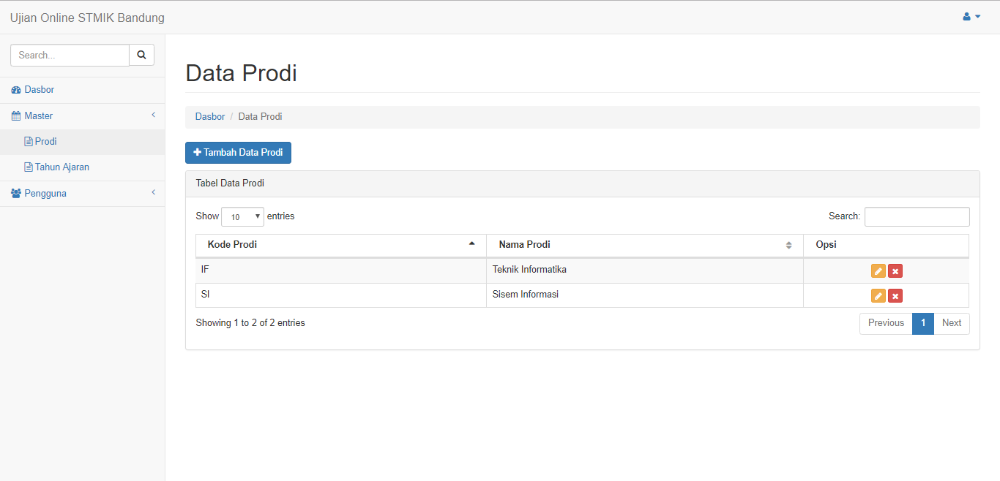 Ujian Online STMIK Bandung
Search...
Dasbor
Master
Prodi
Tahun Ajaran
Pengguna
Data Prodi
Dasbor / Data Prodi
Tambah Data Prodi
Tabel Data Prodi
Show 10 entries
Search:
Kode Prodi Nama Prodi Opsi
IF Teknik Informatika
SI Sisem Informasi
Showing 1 to 2 of 2 entries
Previous 1 Next